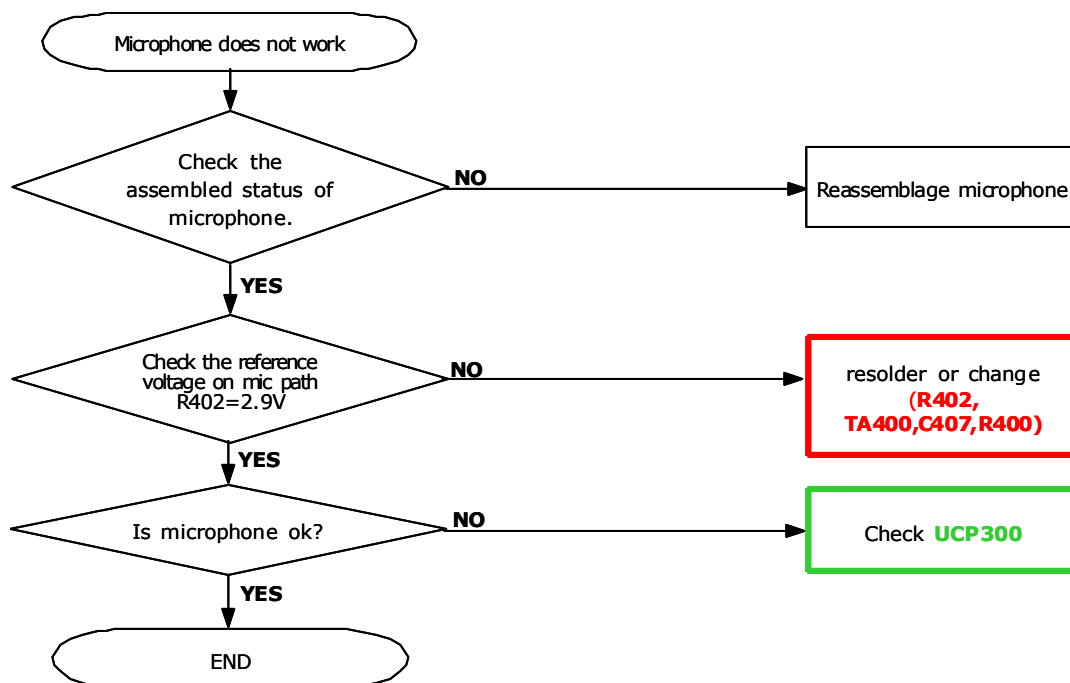 Microphone does not work
Check the
assembled status of
microphone.
NO
Reassemblage microphone
YES
Check the reference
voltage on mic path
R402=2.9V
NO
resolder or change
(R402,
TA400,C407,R400)
YES
Is microphone ok?
NO
Check UCP300
YES
END